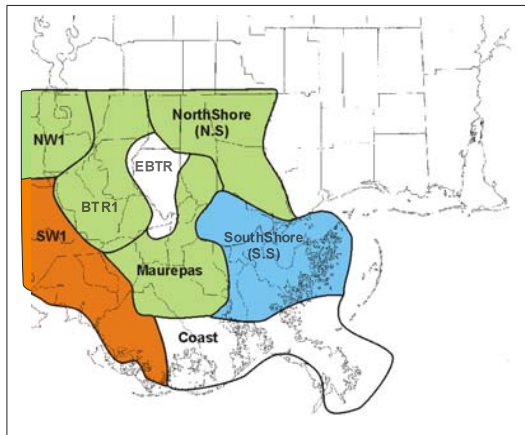 NorthShore
(N.S)
NW1
EBTR
BTR1
SW1
SouthShore
(S.S)
Maurepas
Coast